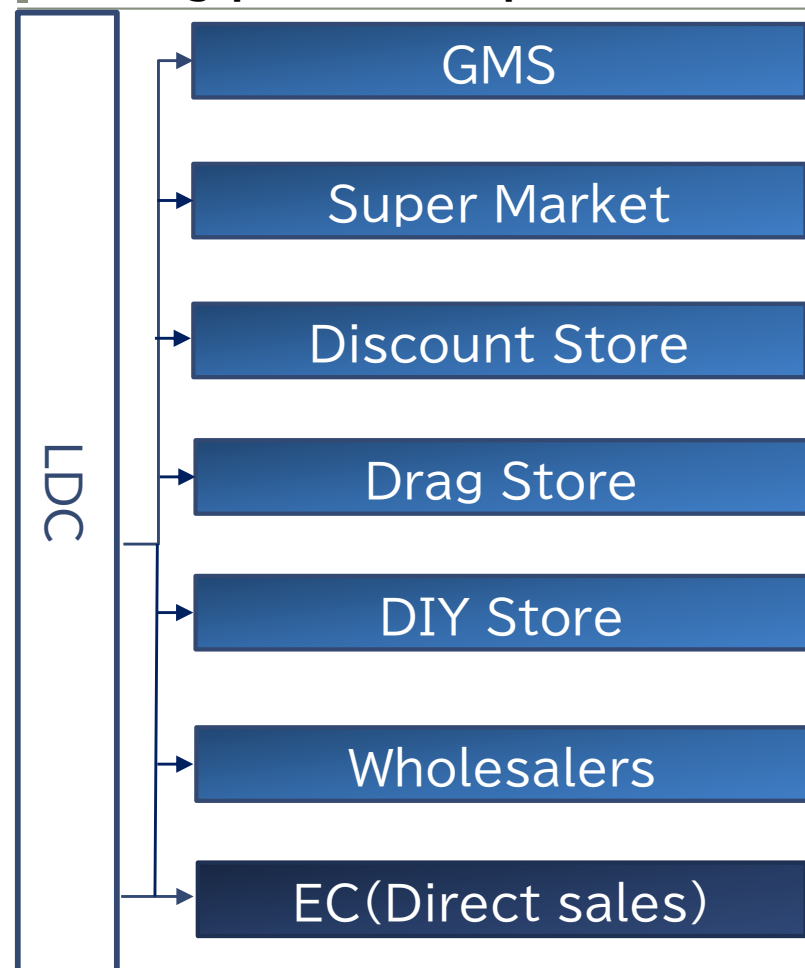 LDC
GMS
Super Market
Discount Store
Drag Store
DIY Store
Wholesalers
EC(Direct sales)